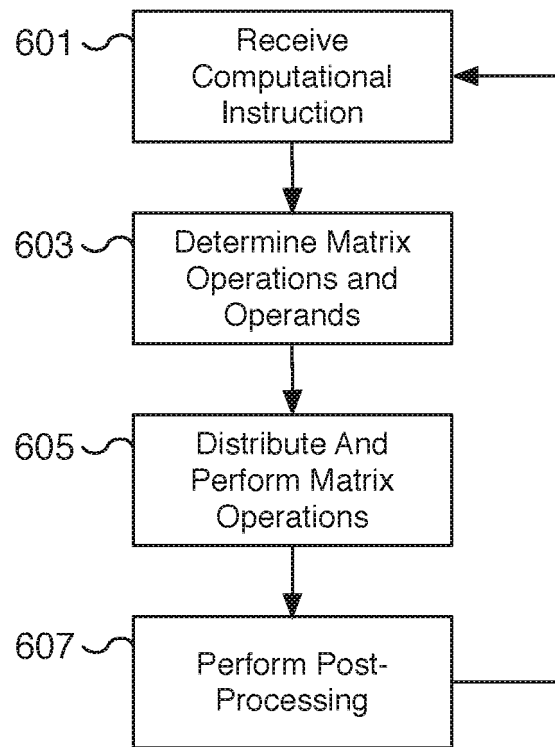 601
Receive
Computational
Instruction
603
Determine Matrix
Operations and
Operands
605
Distribute And
Perform Matrix
Operations
607
Perform Post-
Processing